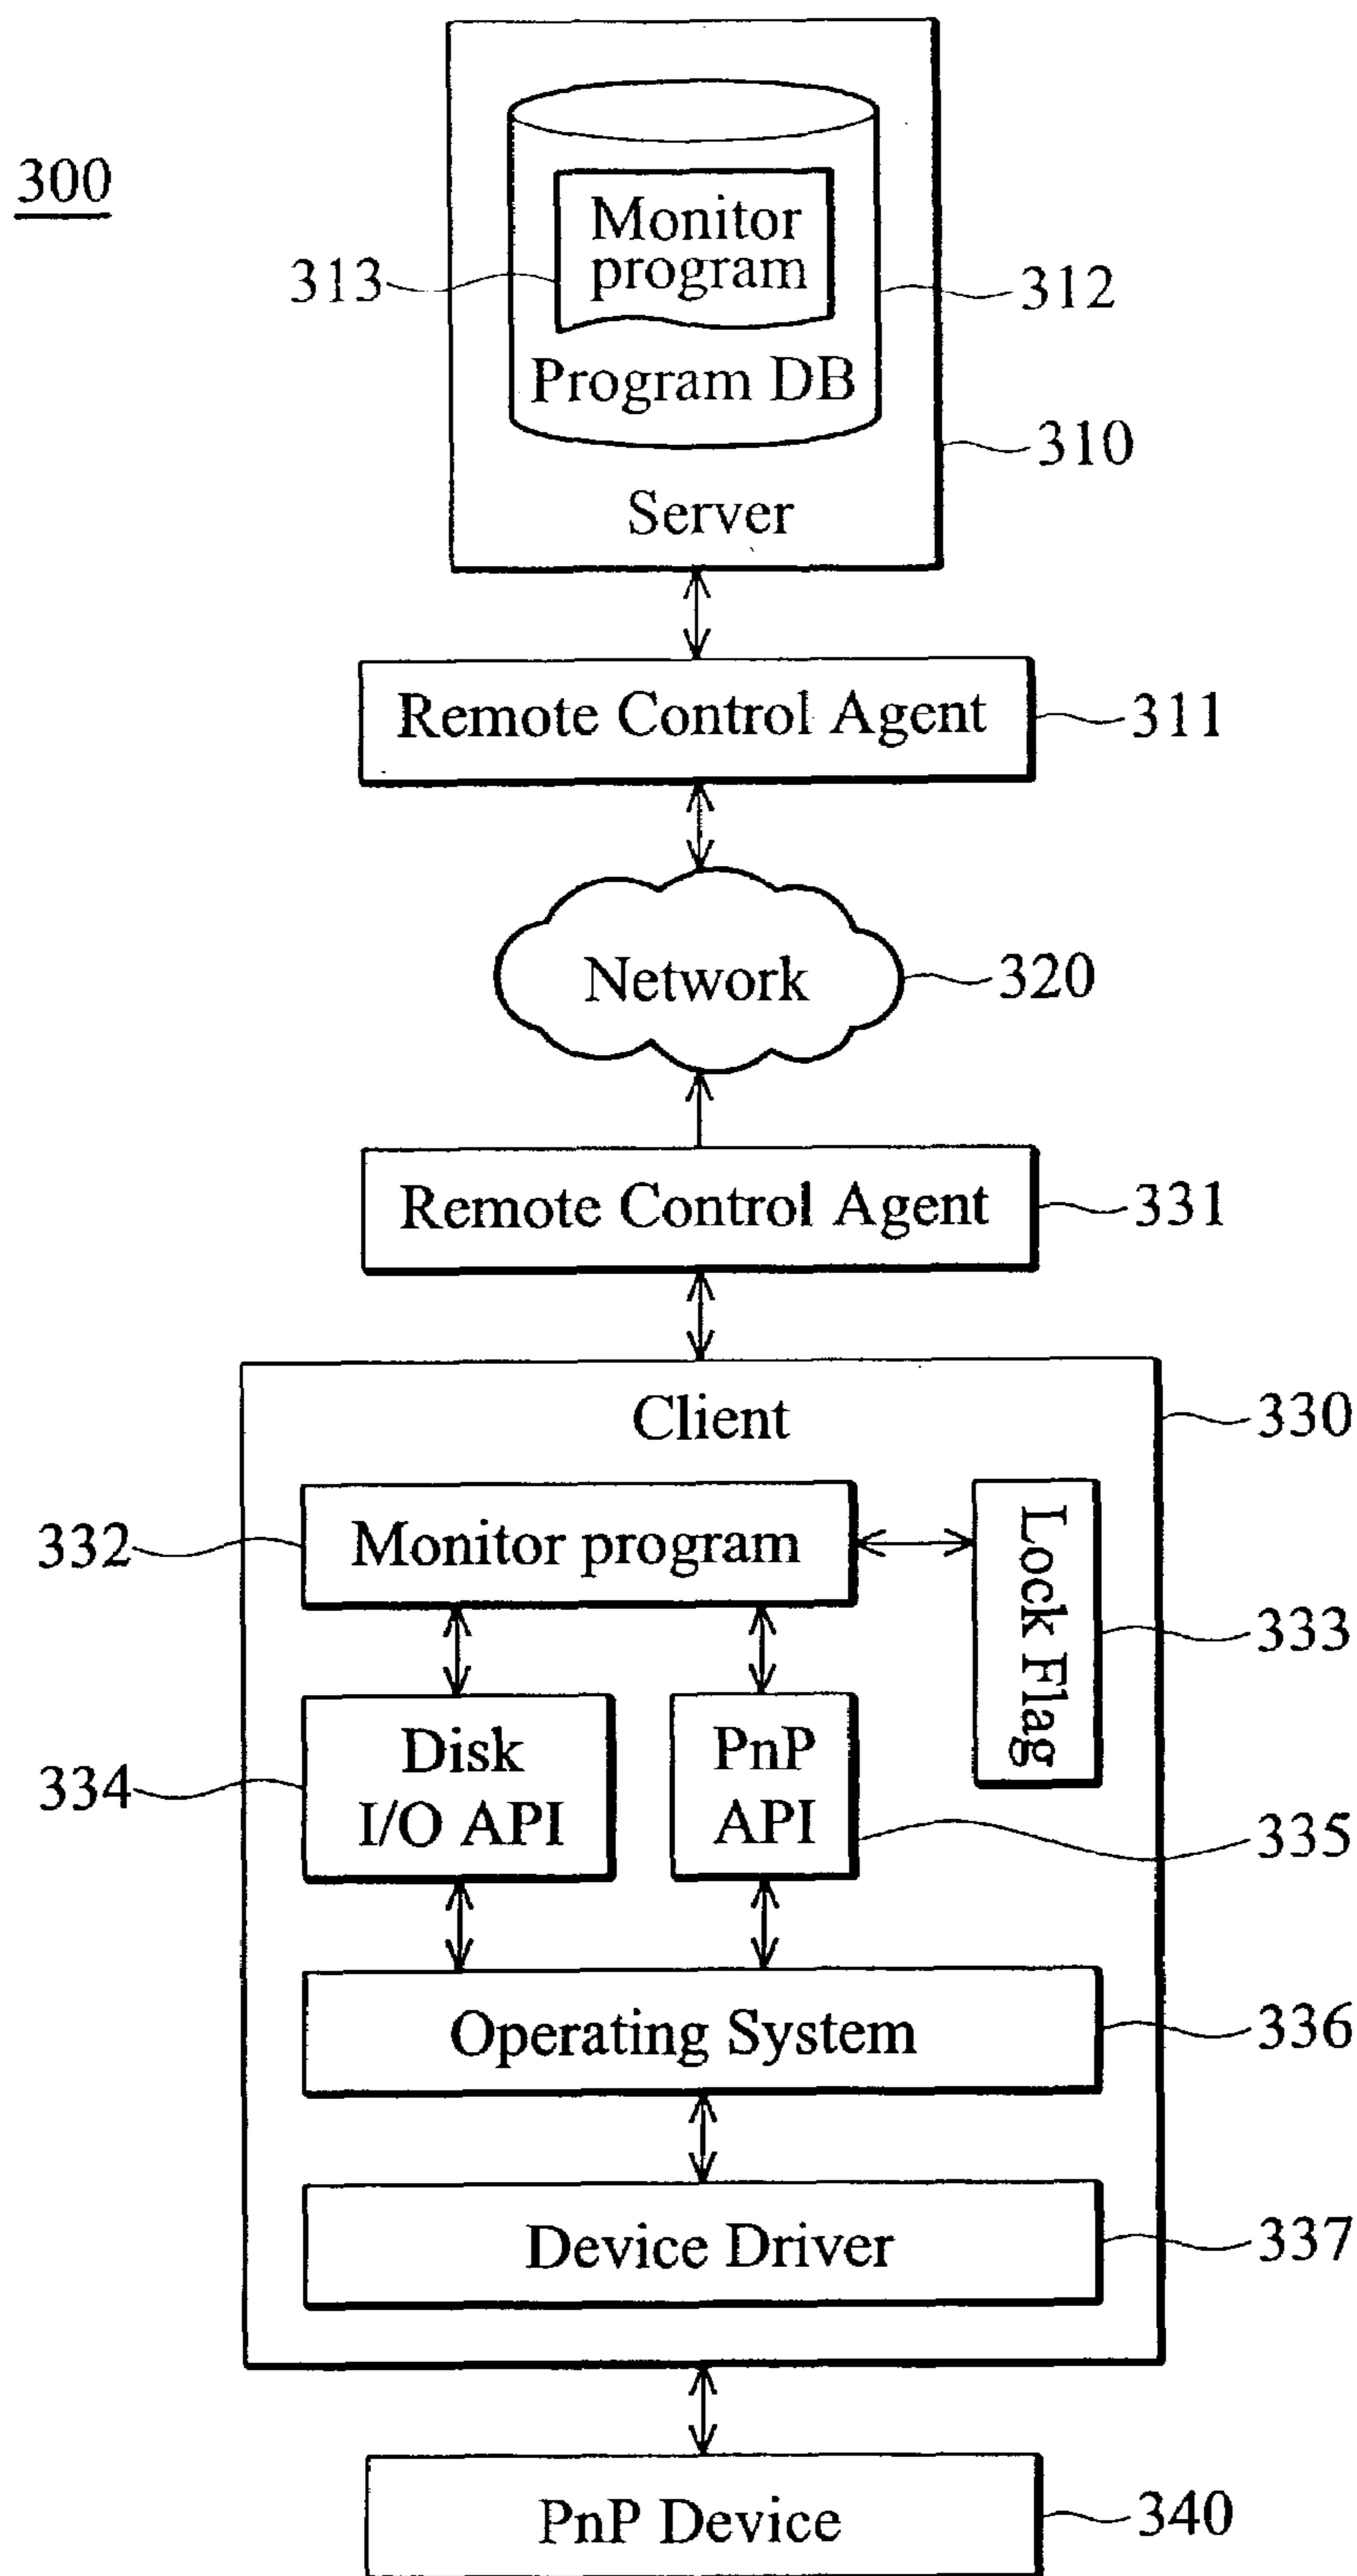 300
Monitor
program
313
312
Program DB
310
Server
Remote Control Agent
311
Network
320
Remote Control Agent
331
Client
330
332
Monitor program
Lock Flag
333
Disk
I/O API
334
PnP
API
335
Operating System
336
Device Driver
337
PnP Device
340